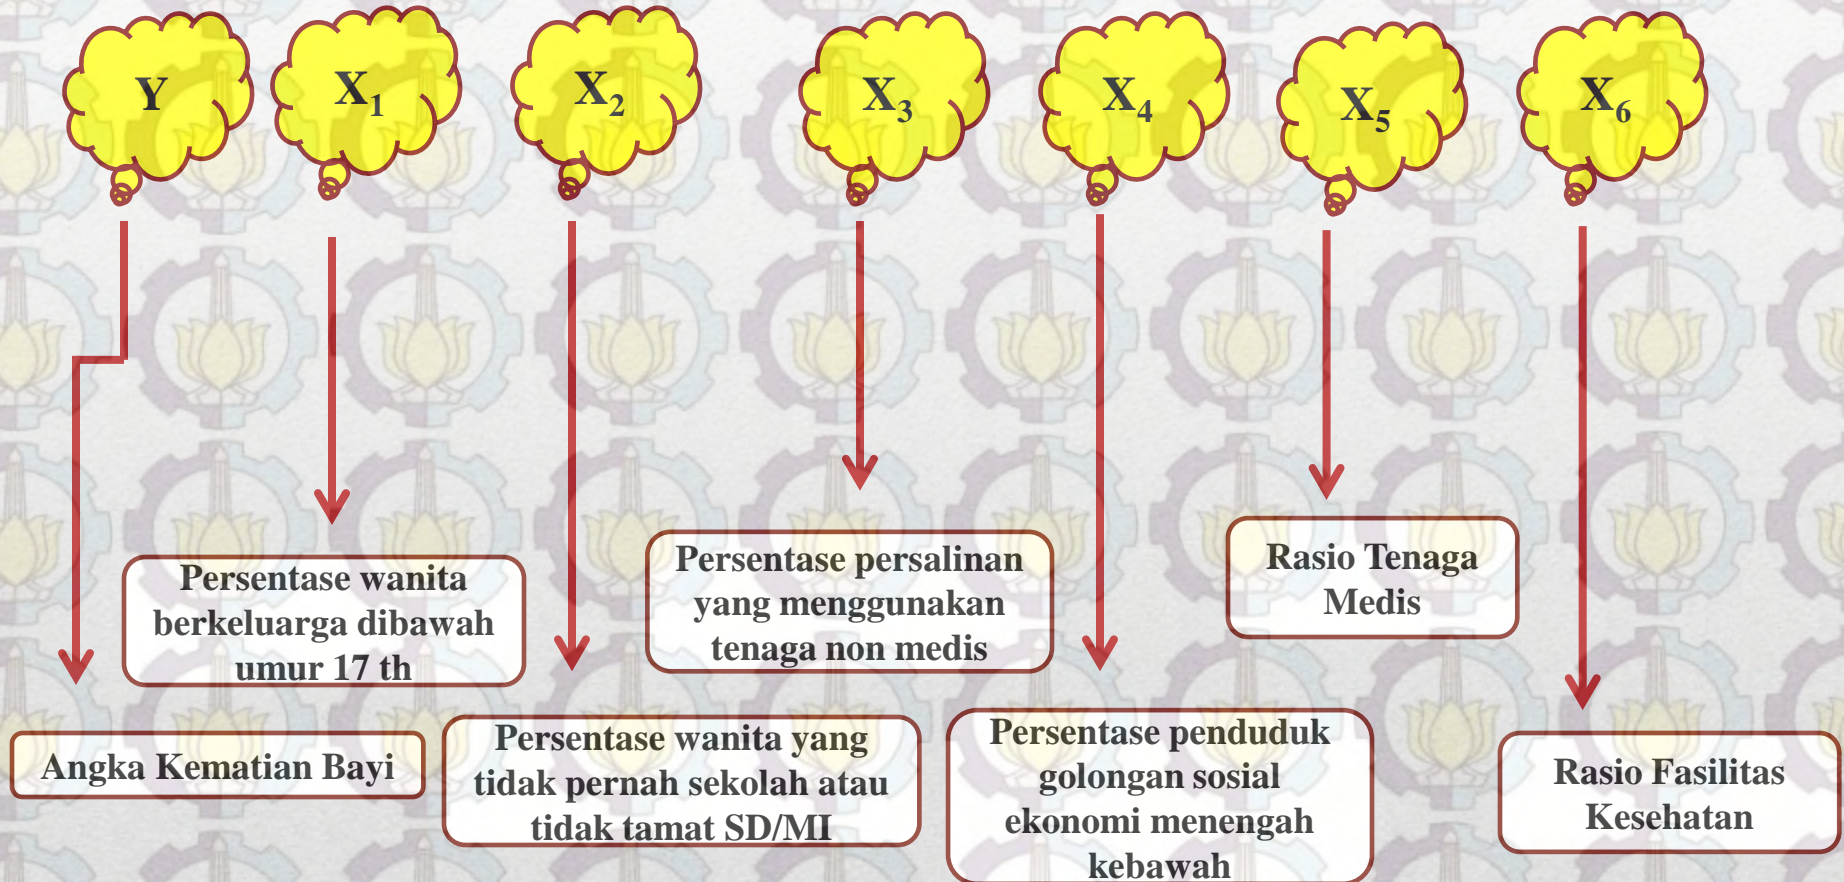 Y
X1
X2
X3
X4
X5
X6
Angka Kematian Bayi
Persentase wanita
berkeluarga dibawah
umur 17 th
Persentase wanita yang
tidak pernah sekolah atau
tidak tamat SD/MI
Persentase persalinan
yang menggunakan
tenaga non medis
Persentase penduduk
golongan sosial
ekonomi menengah
kebawah
Rasio Tenaga
Medis
Rasio Fasilitas
Kesehatan